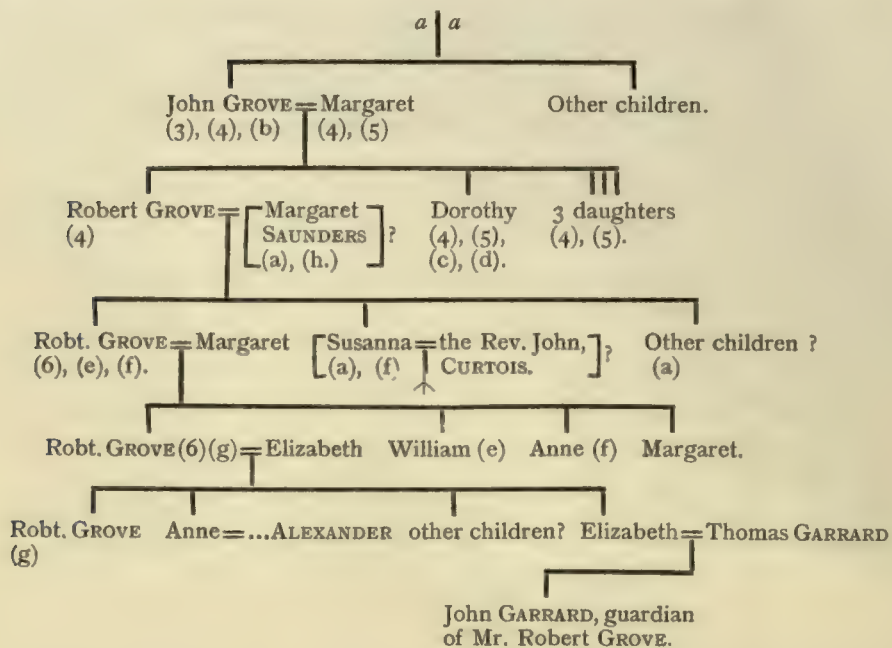 a a
John GROVE = Margaret Other children.
(3), (4), (b) (4), (5)
Robert GROVE = [Margaret Dorothy 3 daughters
(4) SAUNDERS ]? (4), (5), (4), (5).
(a), (h.) (c), (d).
Robt. GROVE = Margaret [Susanna = the Rev. John, ]? Other children ?
(6), (e), (f). (a), (f) CURTOIS. (a)
Robt. GROVE (6)(g) = Elizabeth William (e) Anne (f) Margaret.
Robt. GROVE Anne = ...ALEXANDER other children? Elizabeth = Thomas GARRARD
(g)
John GARRARD, guardian
of Mr. Robert GROVE.